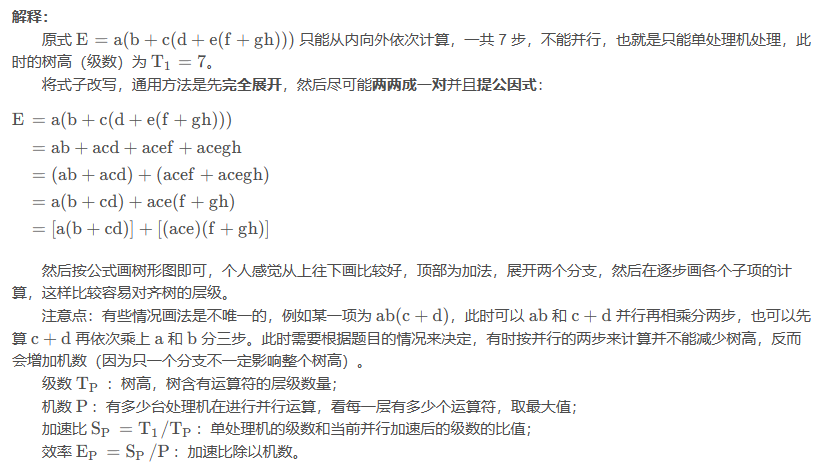 解释：
原式 E = a(b + c(d + e(f + gh))) 只能从内向外依次计算，一共 7 步，不能并行，也就是只能单处理机处理，此
时的树高（级数）为 T₁ = 7。
将式子改写，通用方法是先完全展开，然后尽可能两两成一对并且提公因式：
E = a(b + c(d + e(f + gh)))
= ab + acd + acef + acegh
= (ab + acd) + (acef + acegh)
= a(b + cd) + ace(f + gh)
= [a(b + cd)] + [(ace)(f + gh)]
然后按公式画树形图即可，个人感觉从上往下画比较好，顶部为加法，展开两个分支，然后在逐步画各个子项的计
算，这样比较容易对齐树的层级。
注意点：有些情况画法是不唯一的，例如某一项为 ab(c + d)，此时可以 ab 和 c + d 并行再相乘分两步，也可以先
算 c + d 再依次乘上 a 和 b 分三步。此时需要根据题目的情况来决定，有时按并行的两步来计算并不能减少树高，反而
会增加机数（因为只一个分支不一定影响整个树高）。
级数 Tₚ ：树高，树含有运算符的层级数量；
机数 P：有多少台处理机在进行并行运算，看每一层有多少个运算符，取最大值；
加速比 Sₚ = T₁/Tₚ：单处理机的级数和当前并行加速后的级数的比值；
效率 Eₚ = Sₚ/P：加速比除以机数。